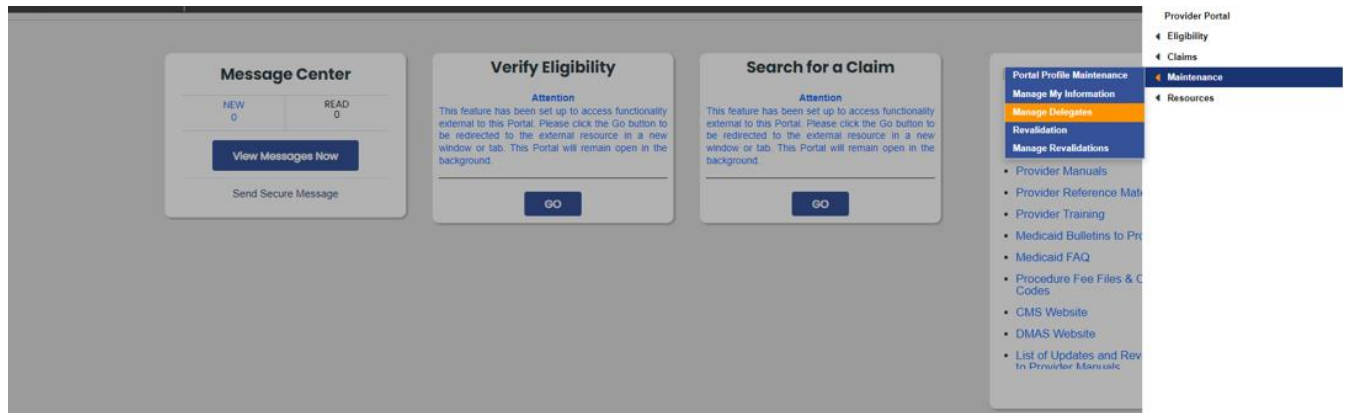 Message Center
NEW
0
READ
0
View Messages Now
Send Secure Message
Verify Eligibility
Attention
This feature has been set up to access functionality
external to this Portal. Please click the Go button to
be redirected to the external resource in a new
window or tab. This Portal will remain open in the
background.
GO
Search for a Claim
Attention
This feature has been set up to access functionality
external to this Portal. Please click the Go button to
be redirected to the external resource in a new
window or tab. This Portal will remain open in the
background.
GO
Portal Profile Maintenance
Manage My Information
Manage Delegates
Revalidation
Manage Revalidations
Provider Manuals
Provider Reference
Provider Training
Medicaid Bulletins to
Medicaid FAQ
Procedure Fee Files &
Codes
CMS Website
DMAS Website
List of Updates and
to Provider Manuals
Provider Portal
Eligibility
Claims
Maintenance
Resources